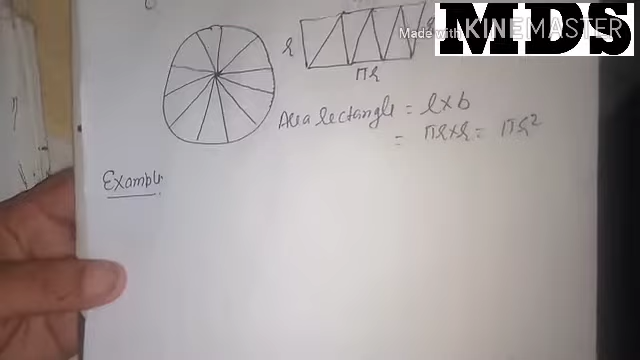 MDS
Made with KINEMASTER
r
r
πr
Area rectangle = l×b
= πr×r = πr²
Example